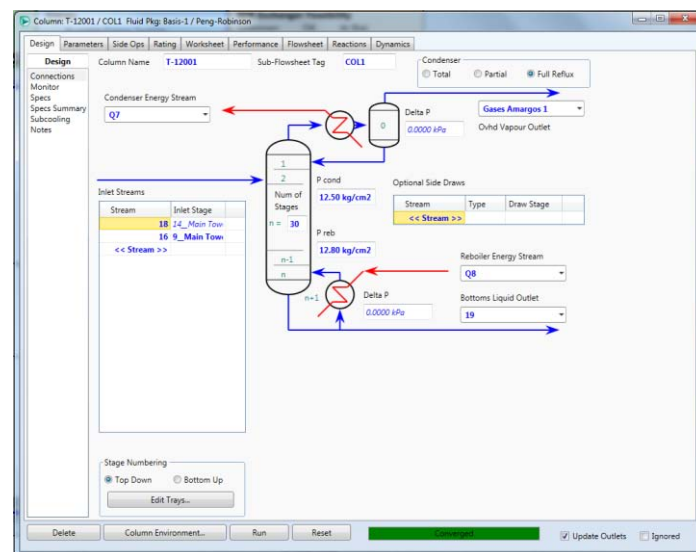 Column: T-12001 / COL1 Fluid Pkg: Basis-1 / Peng-Robinson
Design Parameters Side Ops Rating Worksheet Performance Flowsheet Reactions Dynamics
Design
Connections
Monitor
Specs
Specs Summary
Subcooling
Notes
Column Name T-12001 Sub-Flowsheet Tag COL1
Condenser
Total Partial Full Reflux
Condenser Energy Stream
Q7
Delta P
0.0000 kPa
Gases Amargos 1
Ovhd Vapour Outlet
0
1
2
Num of
Stages
n = 30
n-1
n
n+1
P cond
12.50 kg/cm2
P reb
12.80 kg/cm2
Optional Side Draws
Stream Type Draw Stage
<< Stream >>
Inlet Streams
Stream Inlet Stage
18 14__Main Tow
16 9__Main Tow
<< Stream >>
Reboiler Energy Stream
Q8
Delta P
0.0000 kPa
Bottoms Liquid Outlet
19
Stage Numbering
Top Down Bottom Up
Edit Trays...
Delete Column Environment... Run Reset Converged Update Outlets Ignored